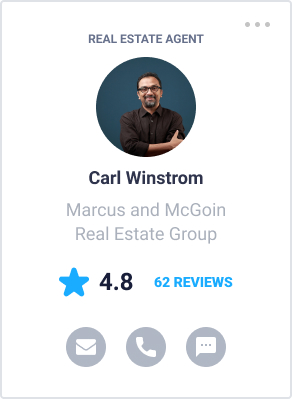 REAL ESTATE AGENT
Carl Winstrom
Marcus and McGoin
Real Estate Group
4.8 62 REVIEWS